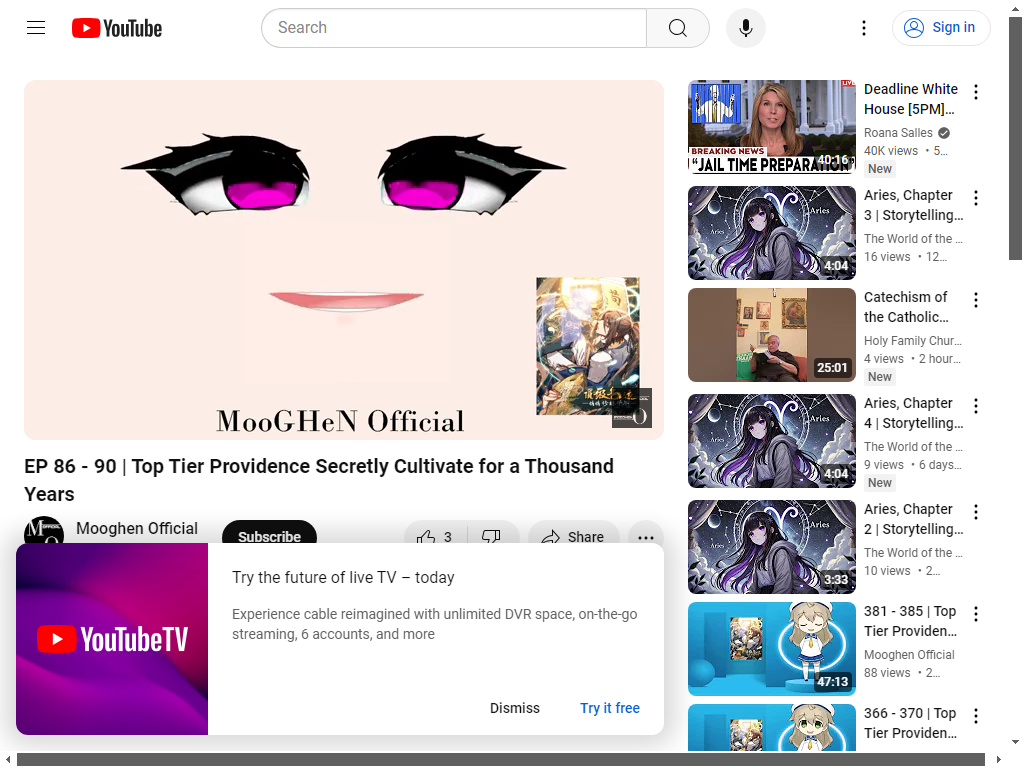 YouTube
Search
Sign in
MooGHeN Official
EP 86 - 90 | Top Tier Providence Secretly Cultivate for a Thousand
Years
Mooghen Official
Subscribe
3
Share
YouTubeTV
Try the future of live TV – today
Experience cable reimagined with unlimited DVR space, on-the-go
streaming, 6 accounts, and more
Dismiss
Try it free
LIVE
BREAKING NEWS
"JAIL TIME PREPARATION
40:16
Deadline White
House [5PM]...
Roana Salles
40K views • 5...
New
Aries
Aries
4:04
Aries, Chapter
3 | Storytelling...
The World of the ...
16 views • 12...
25:01
Catechism of
the Catholic...
Holy Family Chur...
4 views • 2 hour...
New
Aries
Aries
4:04
Aries, Chapter
4 | Storytelling...
The World of the ...
9 views • 6 days...
New
Aries
Aries
3:33
Aries, Chapter
2 | Storytelling...
The World of the ...
10 views • 2...
47:13
381 - 385 | Top
Tier Providen...
Mooghen Official
88 views • 2...
366 - 370 | Top
Tier Providen...